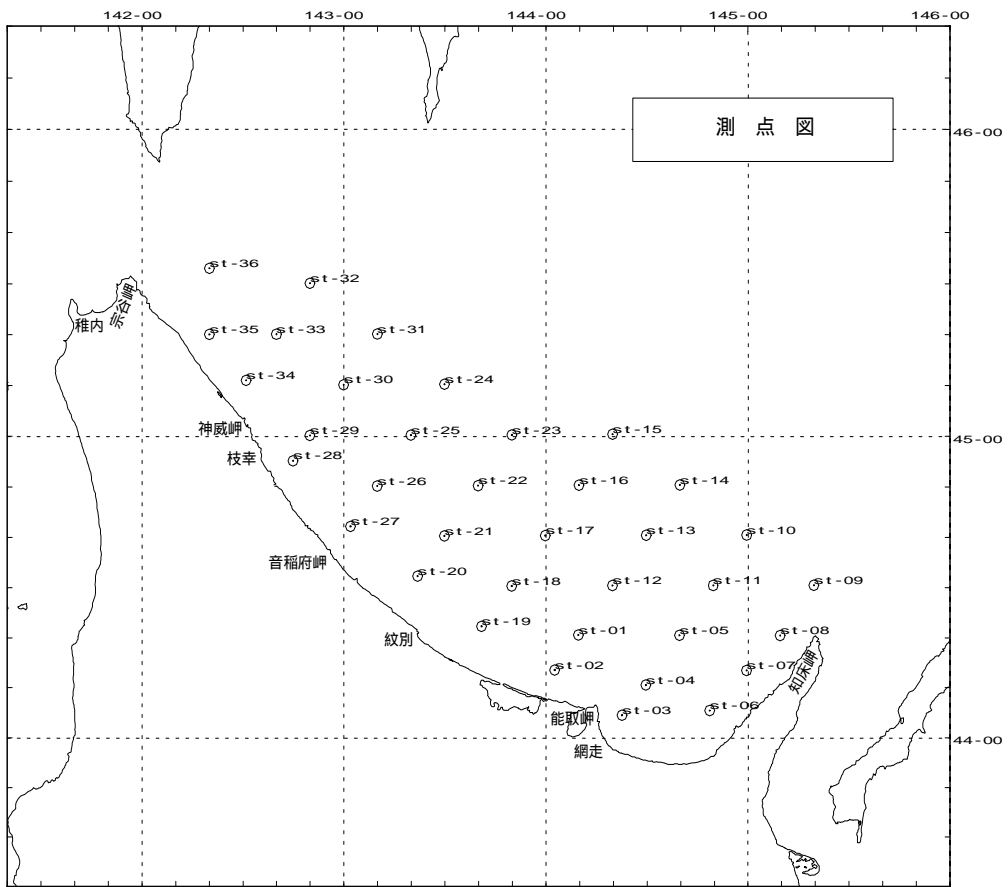 142-00 143-00 144-00 145-00 146-00
測 点 図
46-00
st-36
st-32
宗谷岬
稚内
st-35 st-33 st-31
st-34 st-30 st-24
神威岬
st-29 st-25 st-23 st-15
45-00
枝幸
st-28
st-26 st-22 st-16 st-14
st-27 st-21 st-17 st-13 st-10
音稲府岬
st-20 st-18 st-12 st-11 st-09
紋別
st-19 st-01 st-05 st-08
st-02 st-04 st-07
知床岬
能取岬
st-03 st-06
網走
44-00